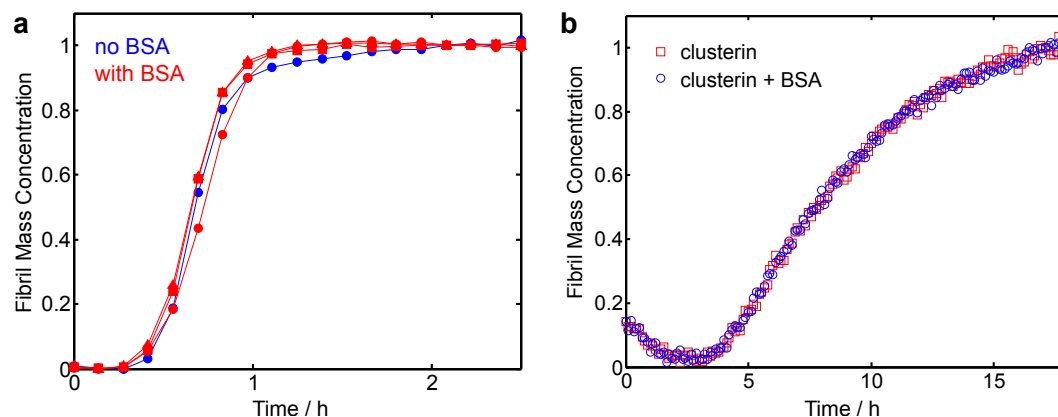 a
no BSA
with BSA
Fibril Mass Concentration
1
0.8
0.6
0.4
0.2
0
0
1
2
Time / h
b
clusterin
clusterin + BSA
Fibril Mass Concentration
1
0.8
0.6
0.4
0.2
0
0
5
10
15
Time / h